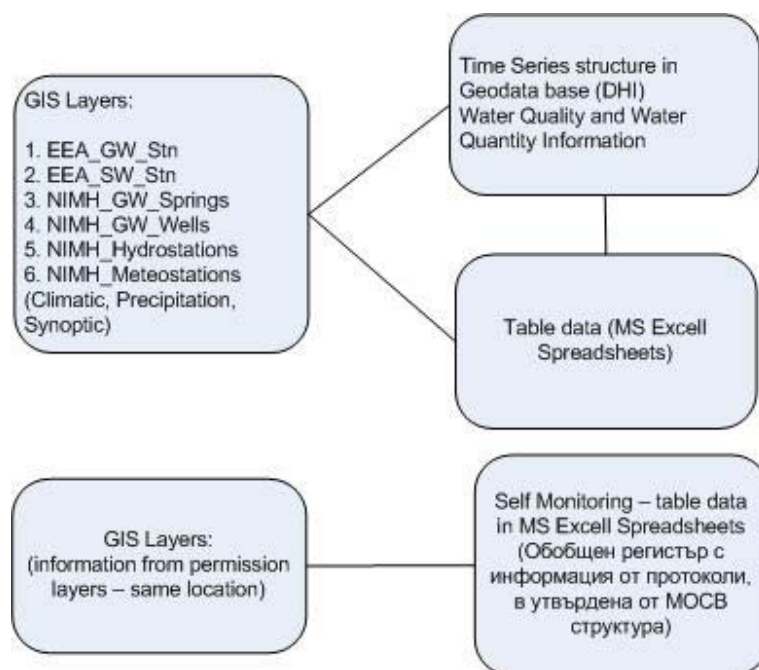 GIS Layers:
1. EEA_GW_Stn
2. EEA_SW_Stn
3. NIMH_GW_Springs
4. NIMH_GW_Wells
5. NIMH_Hydrostations
6. NIMH_Meteostations
(Climatic, Precipitation,
Synoptic)
Time Series structure in
Geodata base (DHI)
Water Quality and Water
Quantity Information
Table data (MS Excell
Spreadsheets)
GIS Layers:
(information from permission
layers – same location)
Self Monitoring – table data
in MS Excell Spreadsheets
(Обобщен регистър с
информация от протоколи,
в утвърдена от МОСВ
структура)